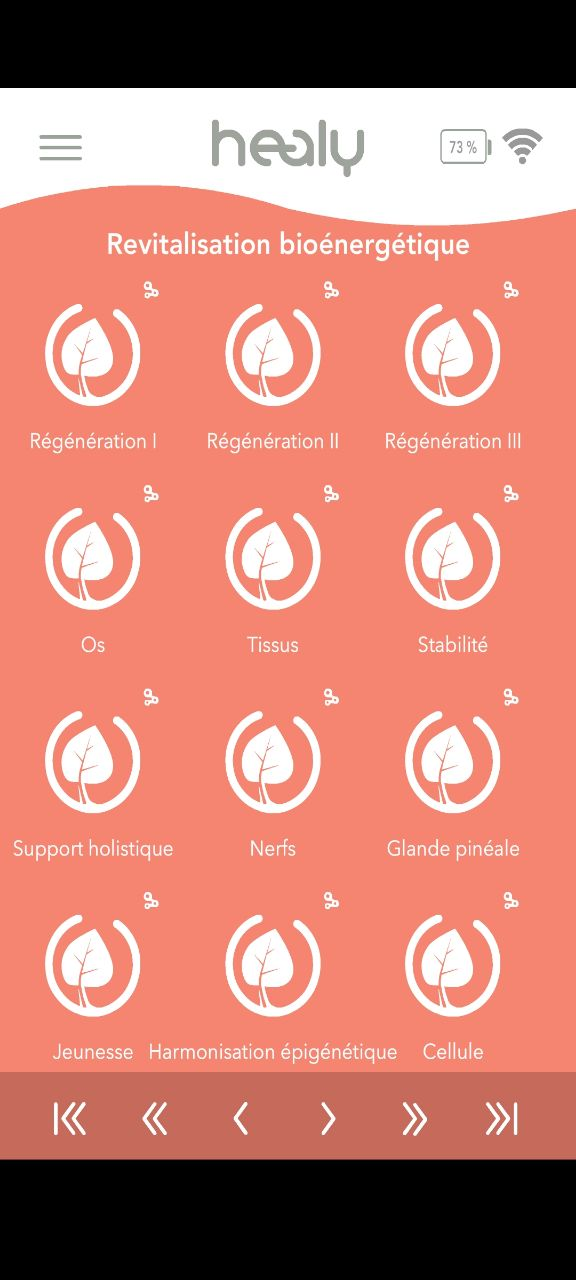 healy
73 %
Revitalisation bioénergétique
Régénération I
Régénération II
Régénération III
Os
Tissus
Stabilité
Support holistique
Nerfs
Glande pinéale
Jeunesse
Harmonisation épigénétique
Cellule